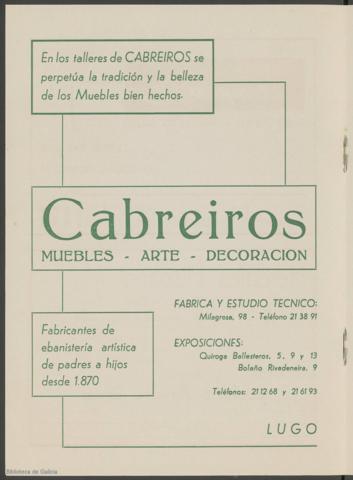 En los talleres de CABREIROS se
perpetúa la tradición y la belleza
de los Muebles bien hechos.
Cabreiros
MUEBLES - ARTE - DECORACION
FABRICA Y ESTUDIO TECNICO:
Milagrosa, 98 - Teléfono 21 38 91
Fabricantes de
ebanistería artística
de padres a hijos
desde 1.870
EXPOSICIONES:
Quiroga Ballesteros, 5, 9 y 13
Bolaño Rivadeneira, 9
Teléfonos: 21 12 68 y 21 61 93
LUGO
Biblioteca de Galicia